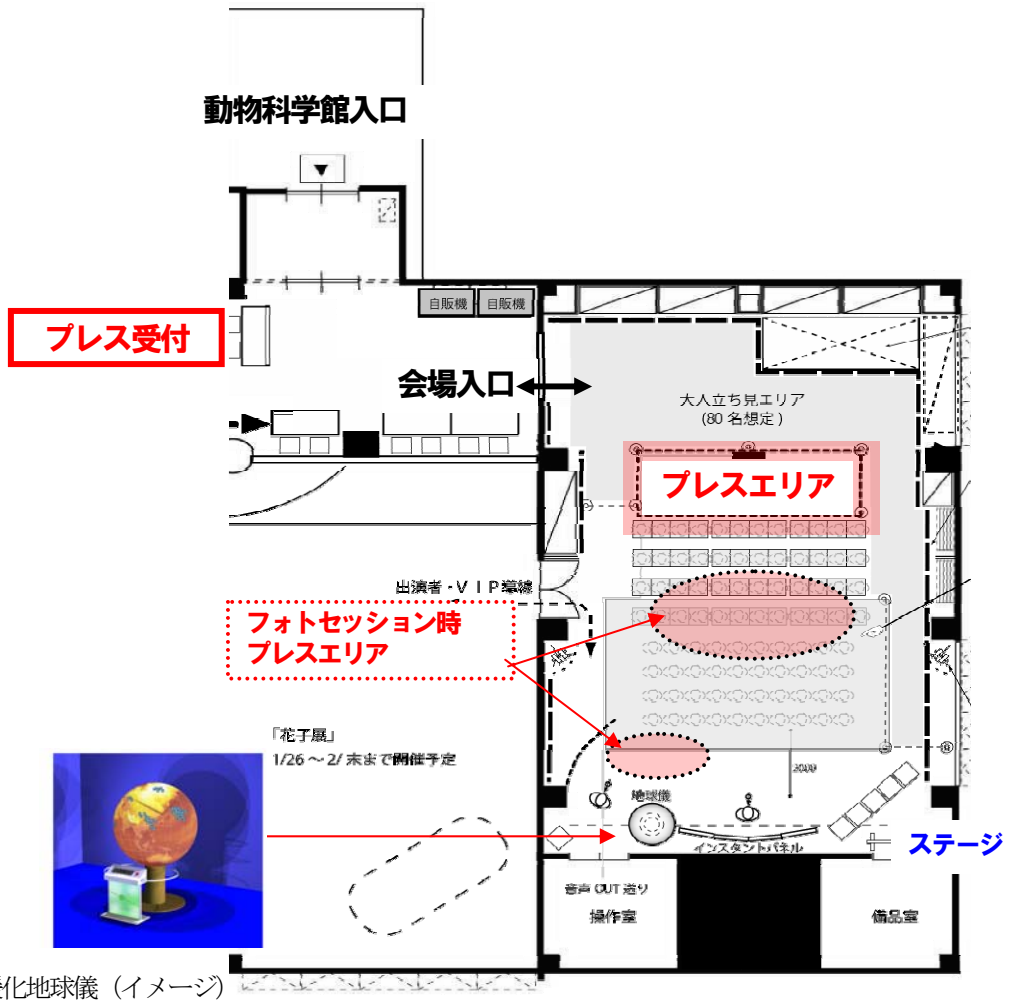 動物科学館入口
自販機 自販機
プレス受付
会場入口
大人立ち見エリア
(80 名想定)
プレスエリア
出演者・ＶＩＰ導線
フォトセッション時
プレスエリア
「花子展」
1/26 ～ 2/ 末まで開催予定
2000
地球儀
インスタントパネル
ステージ
音声 OUT 送り
操作室
備品室
化地球儀（イメージ）